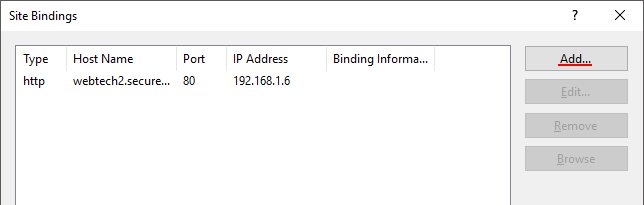 Site Bindings ? ×
Type Host Name Port IP Address Binding Informa...
http webtech2.secure... 80 192.168.1.6
Add...
Edit...
Remove
Browse